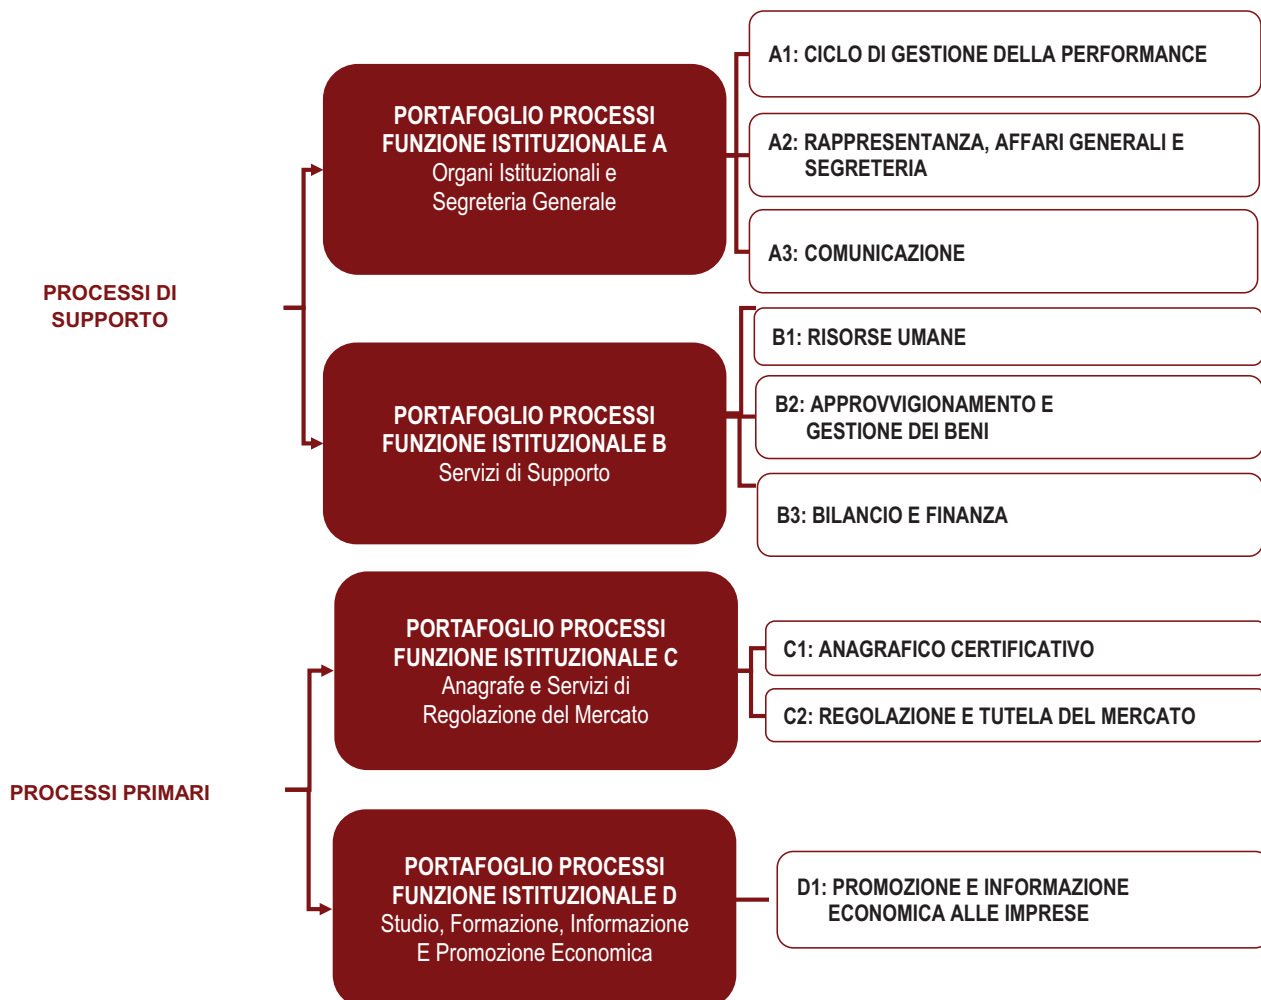 PROCESSI DI
SUPPORTO
PORTAFOGLIO PROCESSI
FUNZIONE ISTITUZIONALE A
Organi Istituzionali e
Segreteria Generale
A1: CICLO DI GESTIONE DELLA PERFORMANCE
A2: RAPPRESENTANZA, AFFARI GENERALI E
SEGRETERIA
A3: COMUNICAZIONE
PORTAFOGLIO PROCESSI
FUNZIONE ISTITUZIONALE B
Servizi di Supporto
B1: RISORSE UMANE
B2: APPROVVIGIONAMENTO E
GESTIONE DEI BENI
B3: BILANCIO E FINANZA
PROCESSI PRIMARI
PORTAFOGLIO PROCESSI
FUNZIONE ISTITUZIONALE C
Anagrafe e Servizi di
Regolazione del Mercato
C1: ANAGRAFICO CERTIFICATIVO
C2: REGOLAZIONE E TUTELA DEL MERCATO
PORTAFOGLIO PROCESSI
FUNZIONE ISTITUZIONALE D
Studio, Formazione, Informazione
E Promozione Economica
D1: PROMOZIONE E INFORMAZIONE
ECONOMICA ALLE IMPRESE